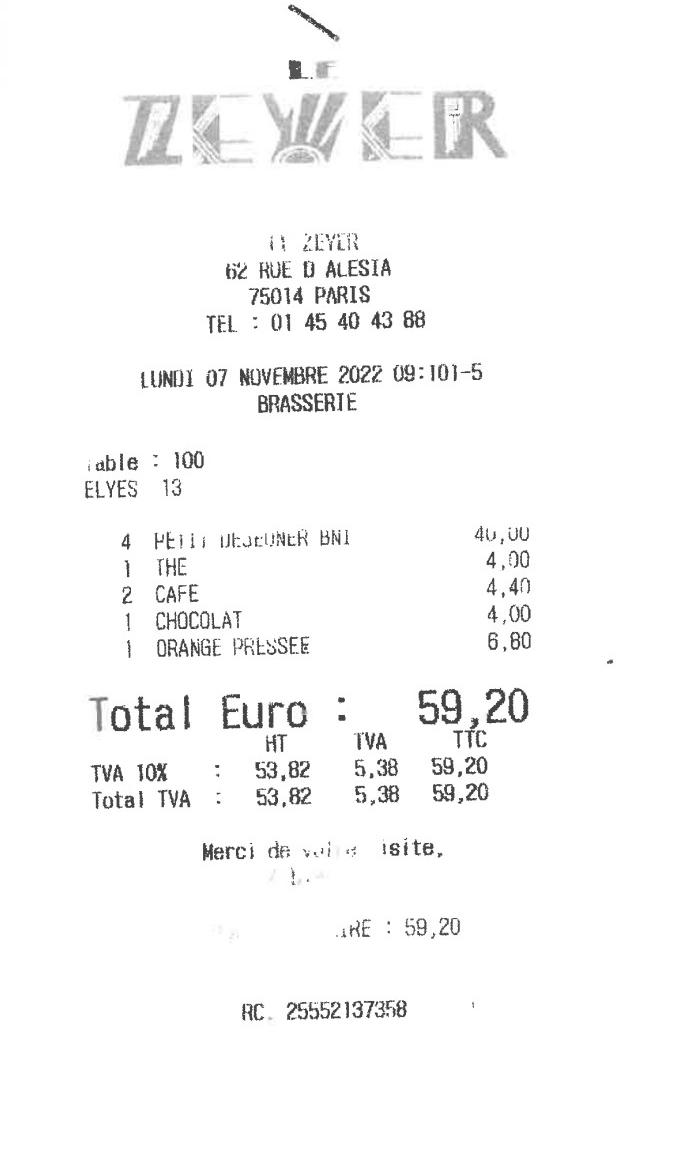 LE
ZEYER
ZEYER
62 RUE D ALESIA
75014 PARIS
TEL : 01 45 40 43 88
LUNDI 07 NOVEMBRE 2022 09:101-5
BRASSERIE
Table : 100
ELYES 13
4 PETIT DEJEUNER BNI 40,00
1 THE 4,00
2 CAFE 4,40
1 CHOCOLAT 4,00
1 ORANGE PRESSEE 6,80
Total Euro : 59,20
HT TVA TTC
TVA 10% : 53,82 5,38 59,20
Total TVA : 53,82 5,38 59,20
Merci de votre visite,
: 59,20
RC. 25552137358